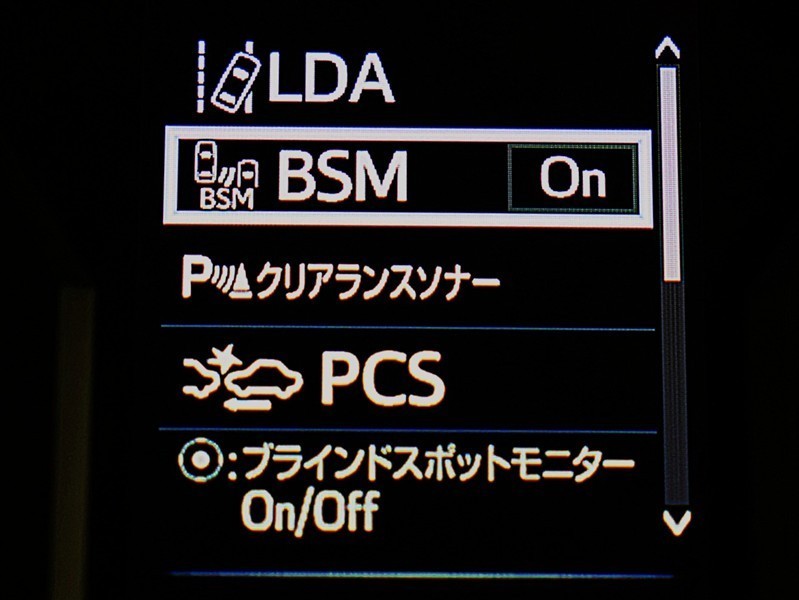 LDA
BSM BSM On
Pクリアランスソナー
PCS
:ブラインドスポットモニター
On/Off